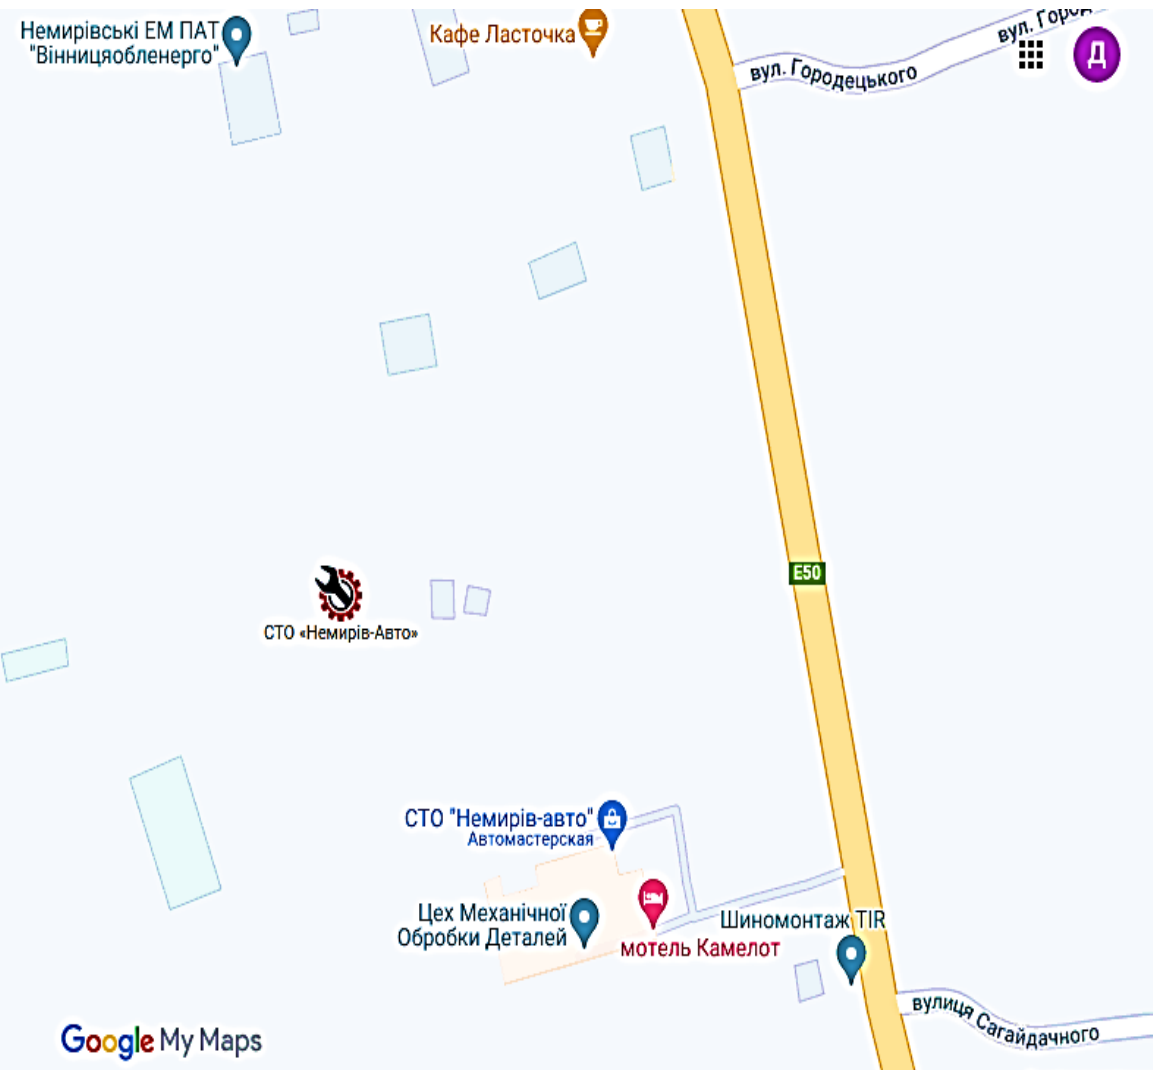 Немирівські ЕМ ПАТ
"Вінницяобленерго"
Кафе Ласточка
вул. Город
Д
вул. Городецького
E50
СТО «Немирів-Авто»
СТО "Немирів-авто"
Автомастерская
Цех Механічної
Обробки Деталей
Шиномонтаж TIR
мотель Камелот
вулиця Сагайдачного
Google My Maps